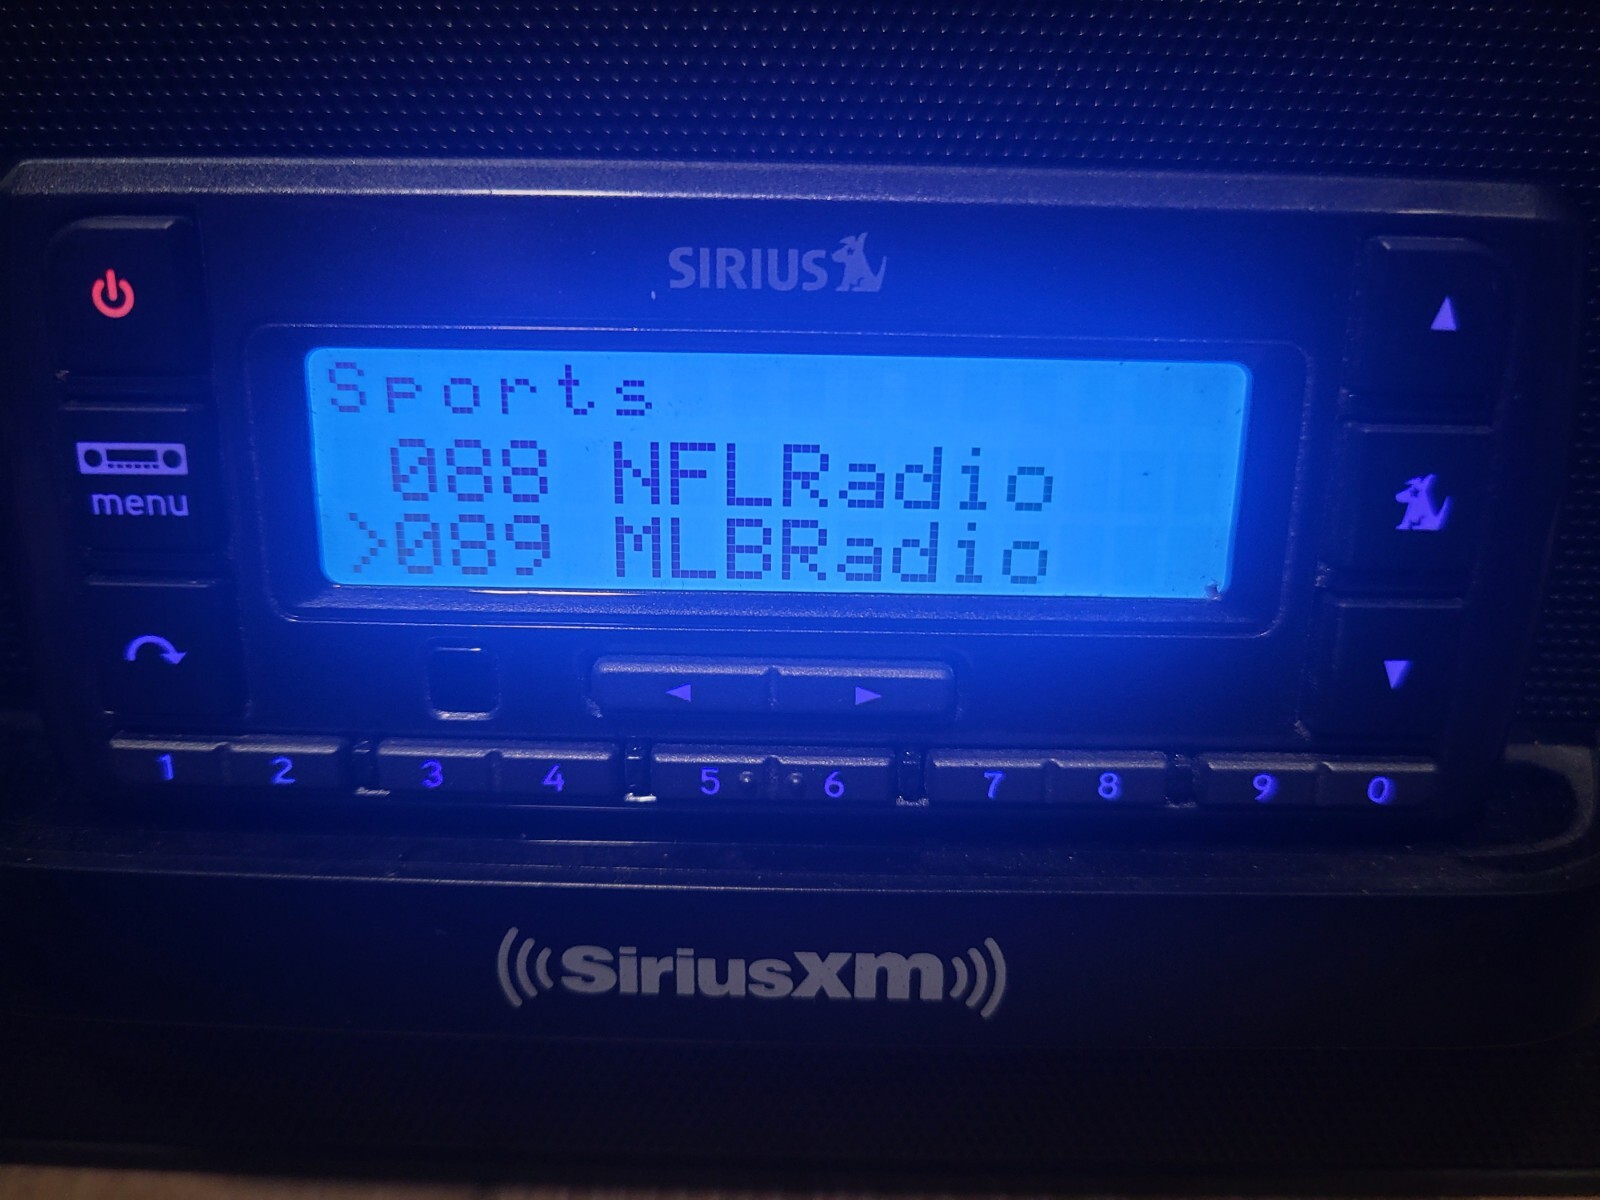 SIRIUS
Sports
088 NFLRadio
>089 MLBRadio
menu
1 2 3 4 5 6 7 8 9 0
((( SiriusXM )))